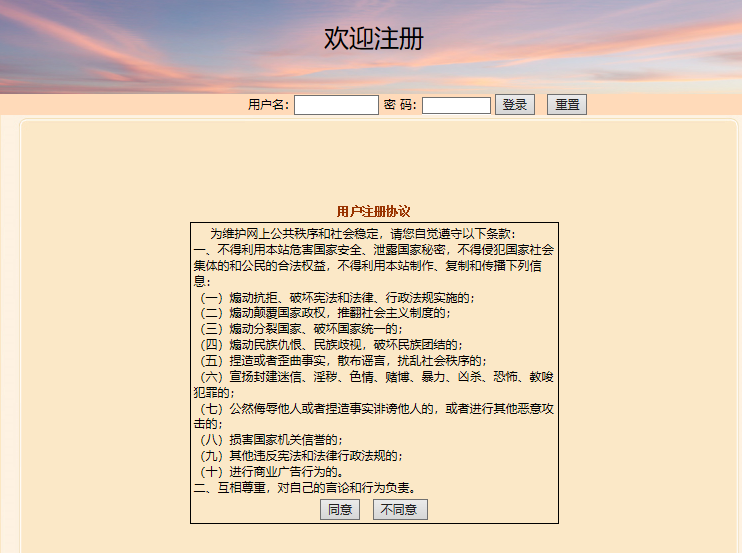 欢迎注册
用户名： 密 码： 登录 重置
用户注册协议
为维护网上公共秩序和社会稳定，请您自觉遵守以下条款：
一、不得利用本站危害国家安全、泄露国家秘密，不得侵犯国家社会
集体的和公民的合法权益，不得利用本站制作、复制和传播下列信
息：
（一）煽动抗拒、破坏宪法和法律、行政法规实施的；
（二）煽动颠覆国家政权，推翻社会主义制度的；
（三）煽动分裂国家、破坏国家统一的；
（四）煽动民族仇恨、民族歧视，破坏民族团结的；
（五）捏造或者歪曲事实，散布谣言，扰乱社会秩序的；
（六）宣扬封建迷信、淫秽、色情、赌博、暴力、凶杀、恐怖、教唆
犯罪的；
（七）公然侮辱他人或者捏造事实诽谤他人的，或者进行其他恶意攻
击的；
（八）损害国家机关信誉的；
（九）其他违反宪法和法律行政法规的；
（十）进行商业广告行为的。
二、互相尊重，对自己的言论和行为负责。
同意 不同意